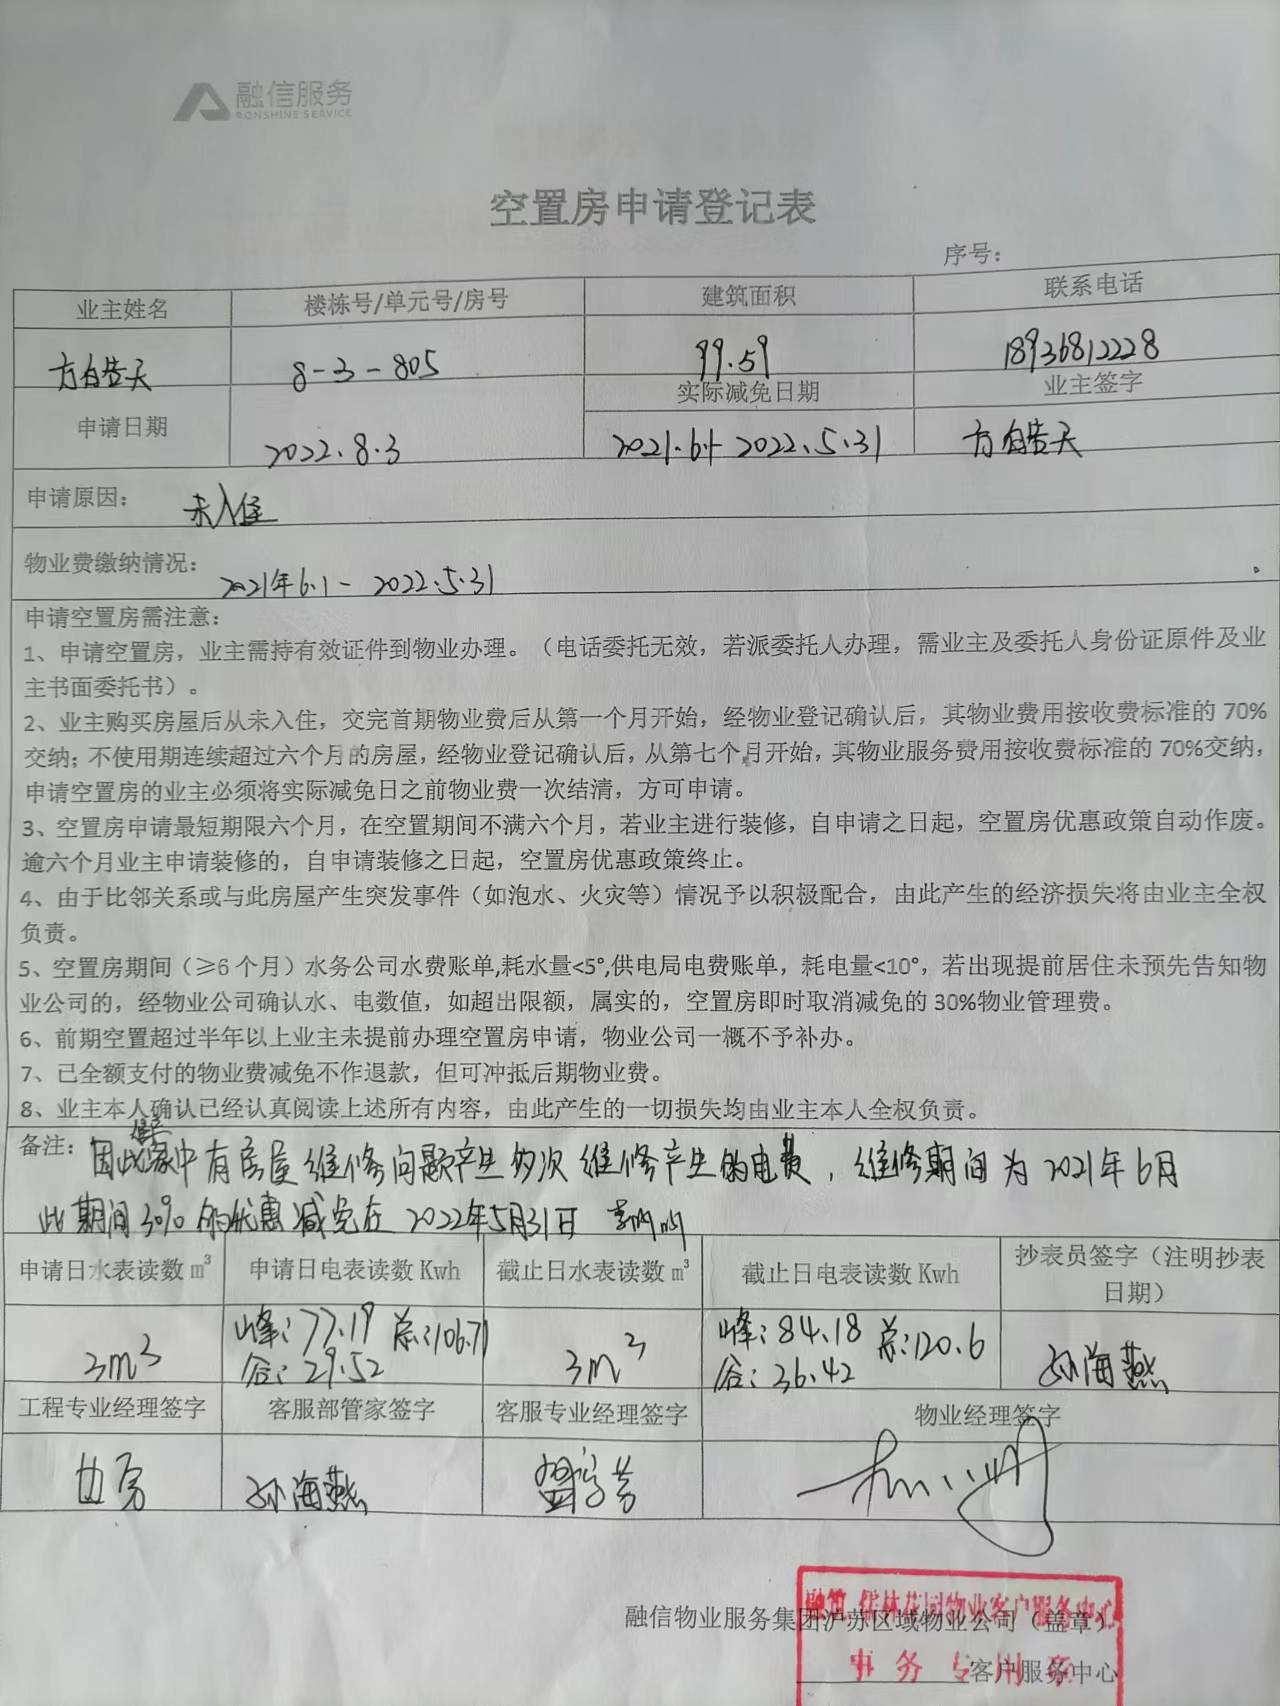 融信服务
RONSHINE SERVICE
空置房申请登记表
序号：
业主姓名 楼栋号/单元号/房号 建筑面积 联系电话
8-3-805 99.59 18936812228
申请日期 实际减免日期 业主签字
2022.8.3 2021.6.1 2022.5.31
申请原因： 未入住
物业费缴纳情况： 2021年6.1- 2022.5.31
申请空置房需注意：
1、申请空置房，业主需持有效证件到物业办理。（电话委托无效，若派委托人办理，需业主及委托人身份证原件及业
主书面委托书）。
2、业主购买房屋后从未入住，交完首期物业费后从第一个月开始，经物业登记确认后，其物业费用按收费标准的 70%
交纳；不使用期连续超过六个月的房屋，经物业登记确认后，从第七个月开始，其物业服务费用按收费标准的 70%交纳，
申请空置房的业主必须将实际减免日之前物业费一次结清，方可申请。
3、空置房申请最短期限六个月，在空置期间不满六个月，若业主进行装修，自申请之日起，空置房优惠政策自动作废。
逾六个月业主申请装修的，自申请装修之日起，空置房优惠政策终止。
4、由于比邻关系或与此房屋产生突发事件（如泡水、火灾等）情况予以积极配合，由此产生的经济损失将由业主全权
负责。
5、空置房期间（≥6 个月）水务公司水费账单,耗水量<5°,供电局电费账单，耗电量<10°，若出现提前居住未预先告知物
业公司的，经物业公司确认水、电数值，如超出限额，属实的，空置房即时取消减免的 30%物业管理费。
6、前期空置超过半年以上业主未提前办理空置房申请，物业公司一概不予补办。
7、已全额支付的物业费减免不作退款，但可冲抵后期物业费。
8、业主本人确认已经认真阅读上述所有内容，由此产生的一切损失均由业主本人全权负责。
备注： 因此家中有房屋维修问题产生多次维修产生的电费，维修期间为2021年6月
此期间30%的优惠减免在2022年5月31日
申请日水表读数 m³ 申请日电表读数 Kwh 截止日水表读数 m³ 截止日电表读数 Kwh 抄表员签字（注明抄表
日期）
峰：77.19 总：106.71 峰：84.18 总：120.6
3m³ 谷：29.52 3m³ 谷：36.42 孙海燕
工程专业经理签字 客服部管家签字 客服专业经理签字 物业经理签字
孙海燕
融信物业服务集团沪苏区域物业公司（盖章）
客户服务中心